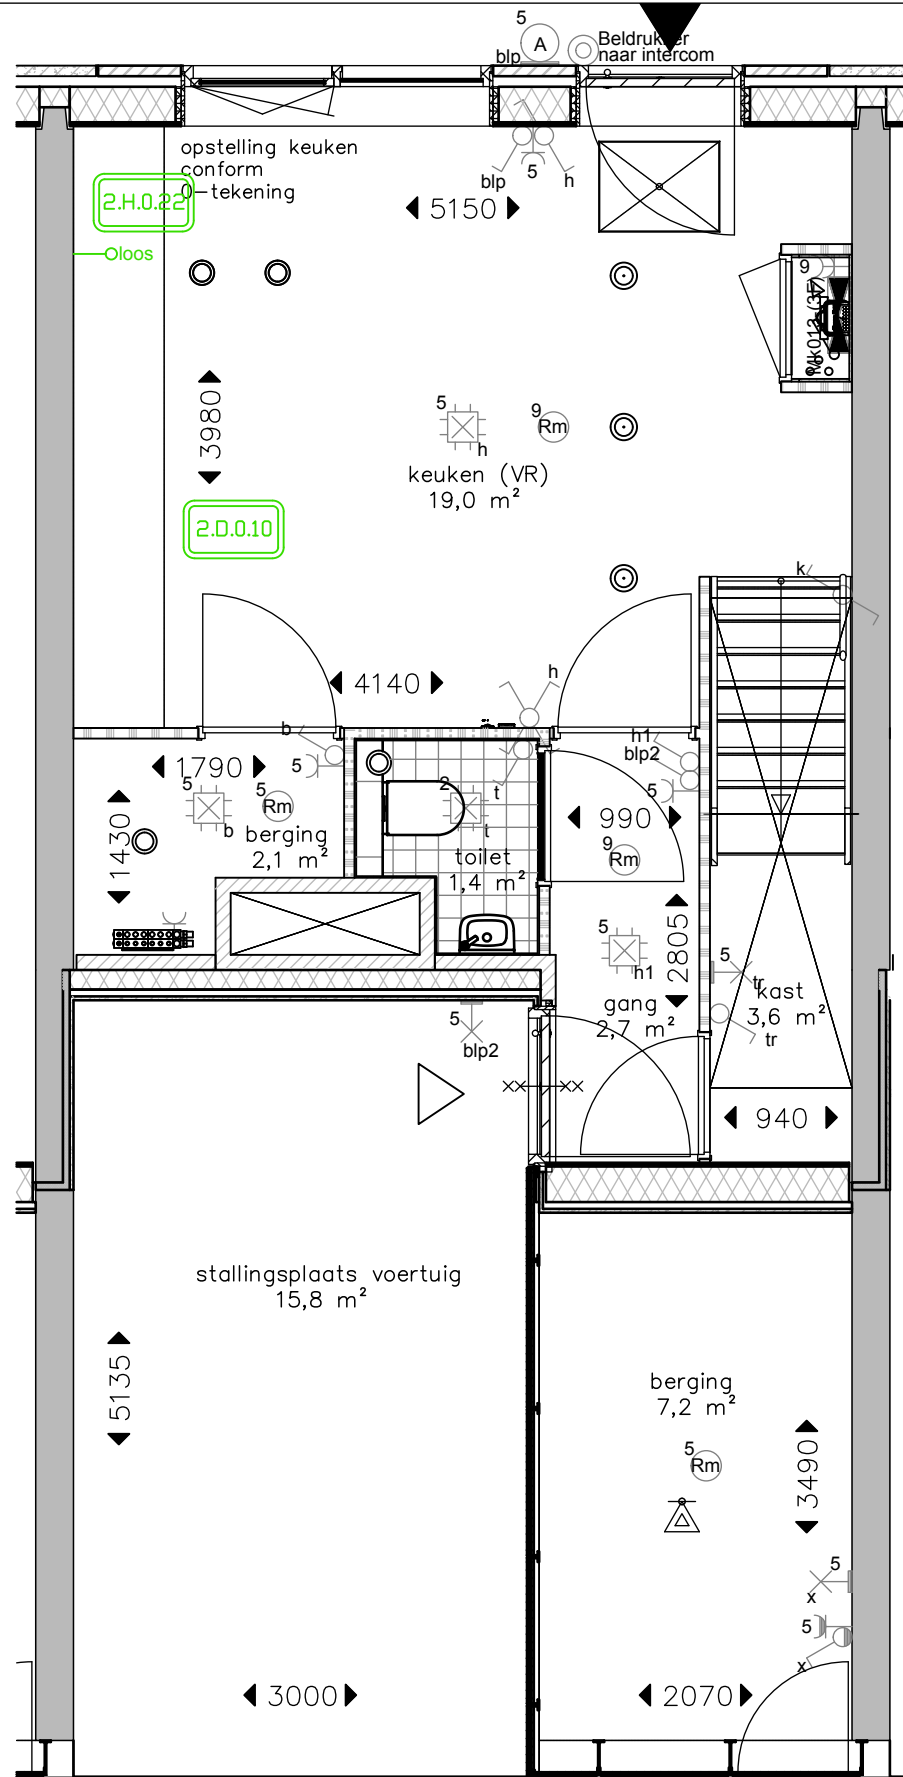 5
A
blp
Beldrukker
naar intercom
opstelling keuken
conform
0-tekening
2.H.0.22
loos
blp
5
h
5150
9
3980
5
h
9
Rm
keuken (VR)
19,0 m²
2.D.0.10
k
4140
h
b
5
t
h1
blp2
5
1790
5
b
5
Rm
berging
2,1 m²
1430
2
t
toilet
1,4 m²
990
9
Rm
5
h1
2805
gang
2,7 m²
5
tr
kast
3,6 m²
tr
5
blp2
940
stallingsplaats voertuig
15,8 m²
5135
berging
7,2 m²
5
Rm
3490
5
x
5
x
3000
2070